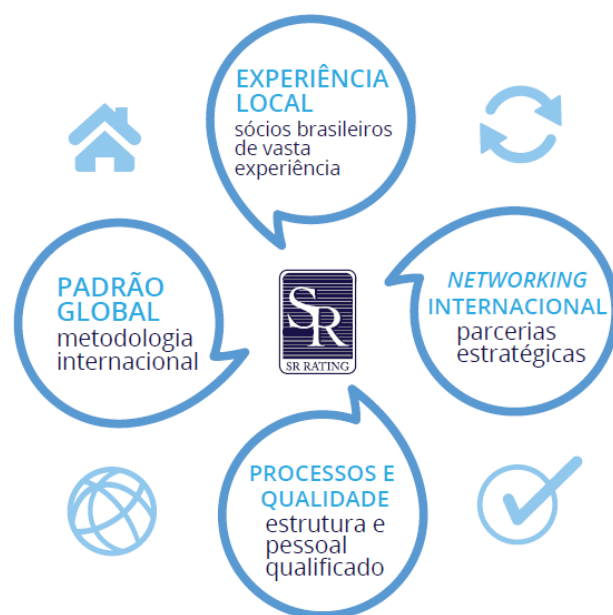 EXPERIÊNCIA
LOCAL
sócios brasileiros
de vasta
experiência
PADRÃO
GLOBAL
metodologia
internacional
SR
SR RATING
NETWORKING
INTERNACIONAL
parcerias
estratégicas
PROCESSOS E
QUALIDADE
estrutura e
pessoal
qualificado